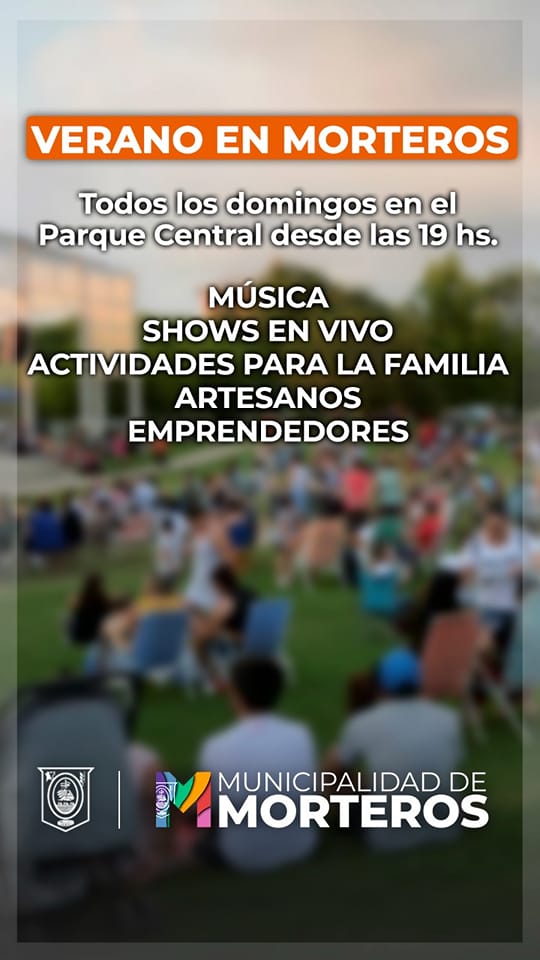 VERANO EN MORTEROS
Todos los domingos en el
Parque Central desde las 19 hs.
MÚSICA
SHOWS EN VIVO
ACTIVIDADES PARA LA FAMILIA
ARTESANOS
EMPRENDEDORES
MUNICIPALIDAD DE
MORTEROS